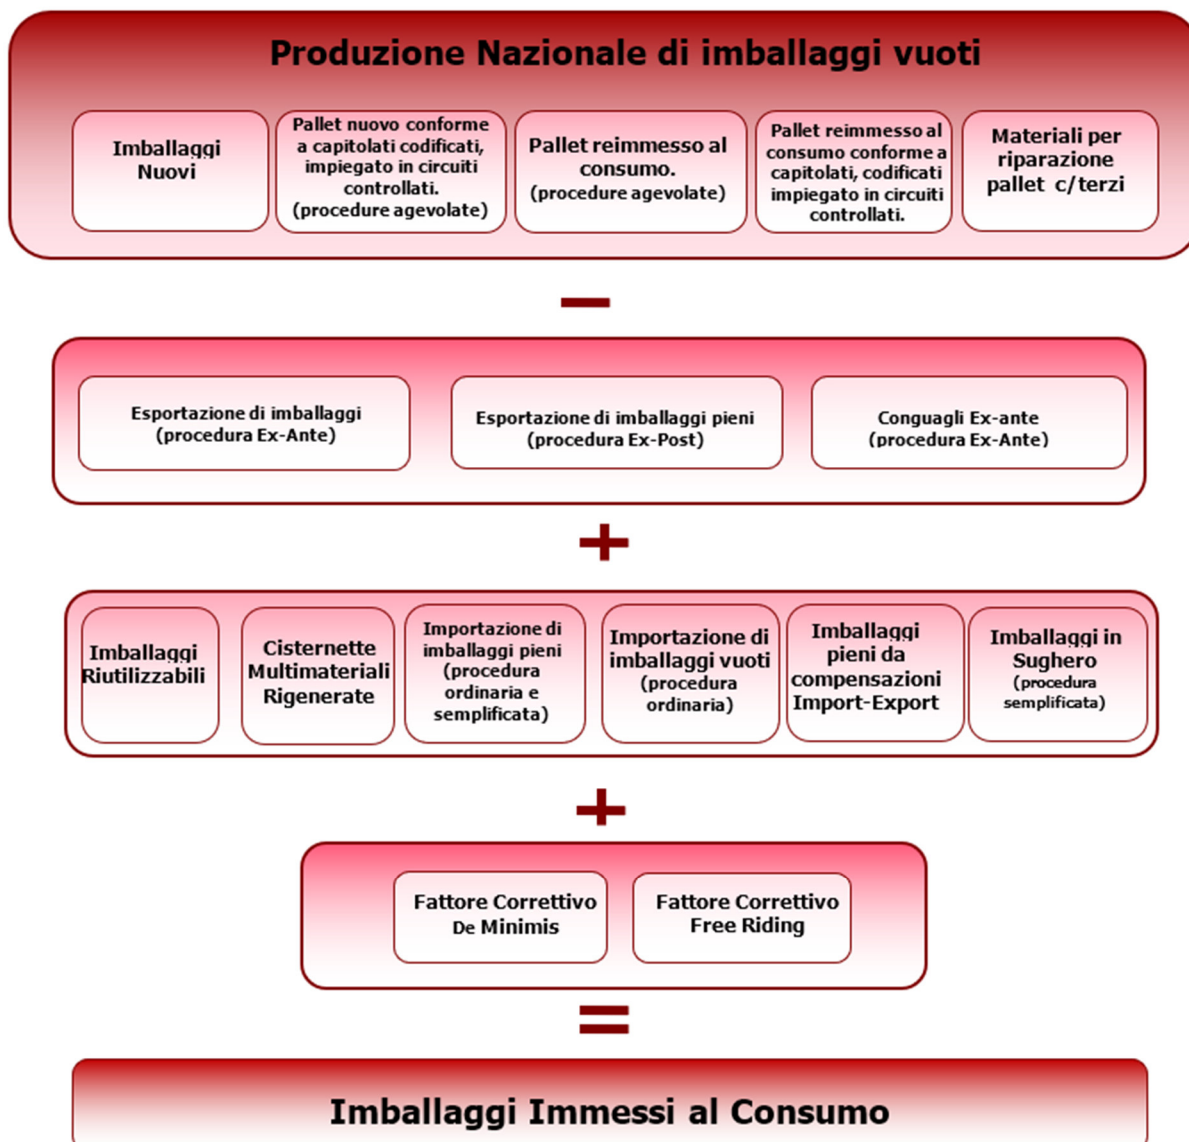 Produzione Nazionale di imballaggi vuoti
Imballaggi
Nuovi
Pallet nuovo conforme
a capitolati codificati,
impiegato in circuiti
controllati.
(procedure agevolate)
Pallet reimmesso al
consumo.
(procedure agevolate)
Pallet reimmesso al
consumo conforme a
capitolati, codificati
impiegato in circuiti
controllati.
Materiali per
riparazione
pallet c/terzi
−
Esportazione di imballaggi
(procedura Ex-Ante)
Esportazione di imballaggi pieni
(procedura Ex-Post)
Conguagli Ex-ante
(procedura Ex-Ante)
+
Imballaggi
Riutilizzabili
Cisternette
Multimateriali
Rigenerate
Importazione di
imballaggi pieni
(procedura
ordinaria e
semplificata)
Importazione di
imballaggi vuoti
(procedura
ordinaria)
Imballaggi
pieni da
compensazioni
Import-Export
Imballaggi in
Sughero
(procedura
semplificata)
+
Fattore Correttivo
De Minimis
Fattore Correttivo
Free Riding
=
Imballaggi Immessi al Consumo